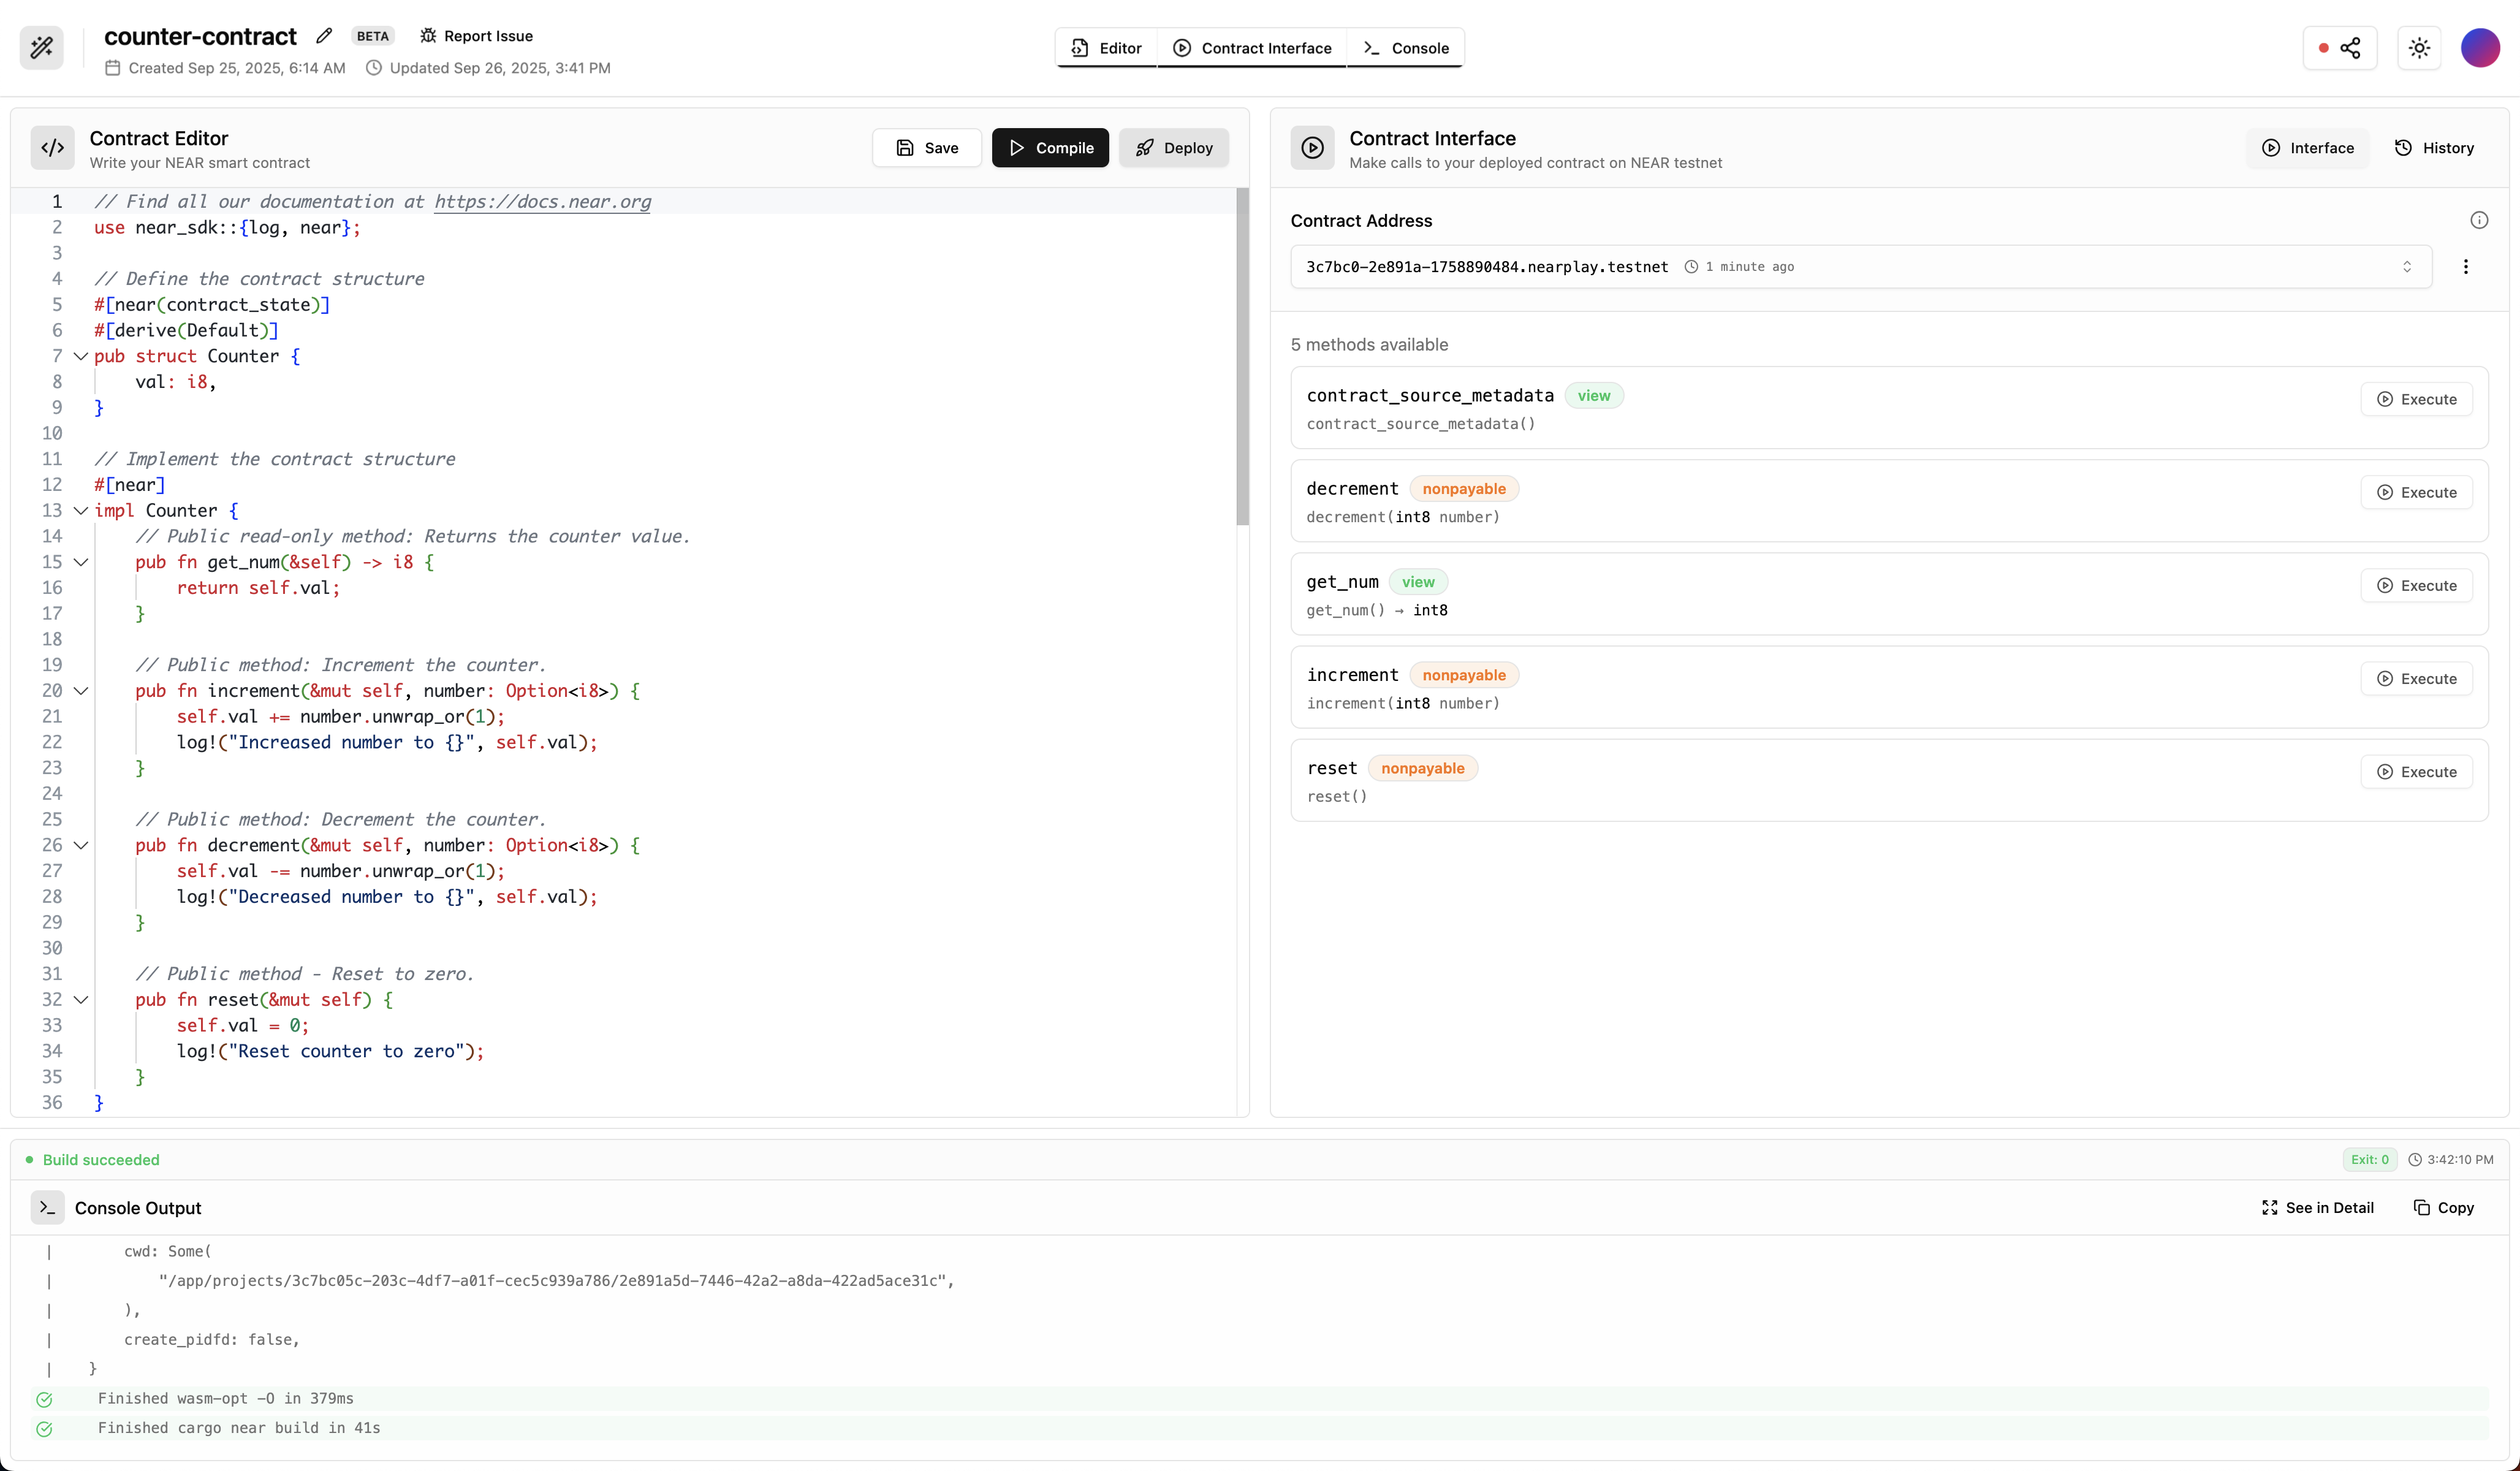 counter-contract BETA Report Issue
Created Sep 25, 2025, 6:14 AM Updated Sep 26, 2025, 3:41 PM
Editor Contract Interface Console
Contract Editor
Write your NEAR smart contract
Save Compile Deploy
1 // Find all our documentation at https://docs.near.org
2 use near_sdk::{log, near};
3
4 // Define the contract structure
5 #[near(contract_state)]
6 #[derive(Default)]
7 pub struct Counter {
8     val: i8,
9 }
10
11 // Implement the contract structure
12 #[near]
13 impl Counter {
14     // Public read-only method: Returns the counter value.
15     pub fn get_num(&self) -> i8 {
16         return self.val;
17     }
18
19     // Public method: Increment the counter.
20     pub fn increment(&mut self, number: Option<i8>) {
21         self.val += number.unwrap_or(1);
22         log!("Increased number to {}", self.val);
23     }
24
25     // Public method: Decrement the counter.
26     pub fn decrement(&mut self, number: Option<i8>) {
27         self.val -= number.unwrap_or(1);
28         log!("Decreased number to {}", self.val);
29     }
30
31     // Public method - Reset to zero.
32     pub fn reset(&mut self) {
33         self.val = 0;
34         log!("Reset counter to zero");
35     }
36 }
Contract Interface
Make calls to your deployed contract on NEAR testnet
Interface History
Contract Address
3c7bc0-2e891a-1758890484.nearplay.testnet 1 minute ago
5 methods available
contract_source_metadata view
contract_source_metadata()
Execute
decrement nonpayable
decrement(int8 number)
Execute
get_num view
get_num() → int8
Execute
increment nonpayable
increment(int8 number)
Execute
reset nonpayable
reset()
Execute
Build succeeded
Exit: 0 3:42:10 PM
Console Output
See in Detail Copy
|        cwd: Some(
|            "/app/projects/3c7bc05c-203c-4df7-a01f-cec5c939a786/2e891a5d-7446-42a2-a8da-422ad5ace31c",
|        ),
|        create_pidfd: false,
|    }
Finished wasm-opt -O in 379ms
Finished cargo near build in 41s